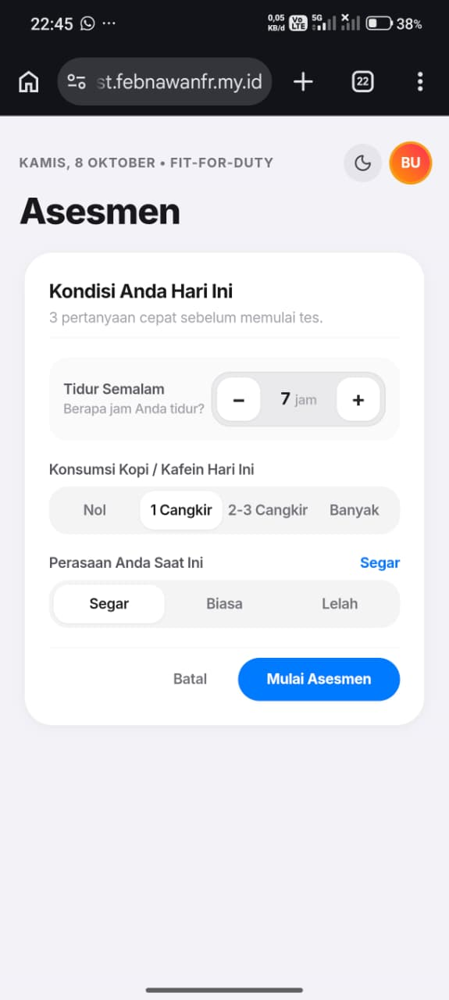 22:45 ...
0,05 KB/d Vo LTE 5G 38%
st.febnawanfr.my.id 22
KAMIS, 8 OKTOBER • FIT-FOR-DUTY
BU
Asesmen
Kondisi Anda Hari Ini
3 pertanyaan cepat sebelum memulai tes.
Tidur Semalam
Berapa jam Anda tidur?
− 7 jam +
Konsumsi Kopi / Kafein Hari Ini
Nol 1 Cangkir 2-3 Cangkir Banyak
Perasaan Anda Saat Ini Segar
Segar Biasa Lelah
Batal Mulai Asesmen